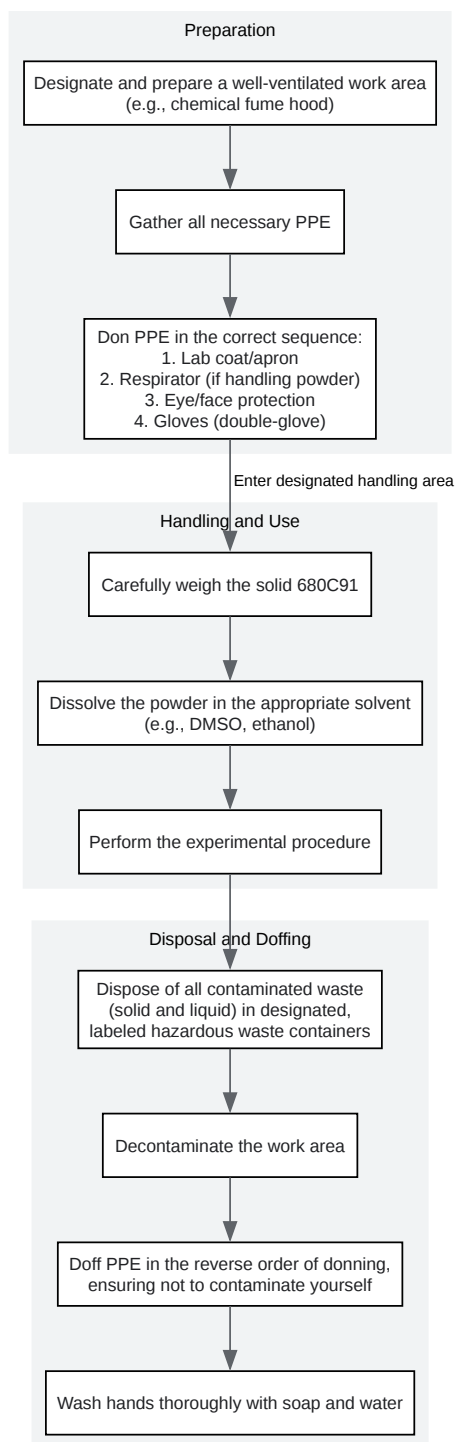 Preparation
Designate and prepare a well-ventilated work area
(e.g., chemical fume hood)
Gather all necessary PPE
Don PPE in the correct sequence:
1. Lab coat/apron
2. Respirator (if handling powder)
3. Eye/face protection
4. Gloves (double-glove)
Enter designated handling area
Handling and Use
Carefully weigh the solid 680C91
Dissolve the powder in the appropriate solvent
(e.g., DMSO, ethanol)
Perform the experimental procedure
Disposal and Doffing
Dispose of all contaminated waste
(solid and liquid) in designated,
labeled hazardous waste containers
Decontaminate the work area
Doff PPE in the reverse order of donning,
ensuring not to contaminate yourself
Wash hands thoroughly with soap and water